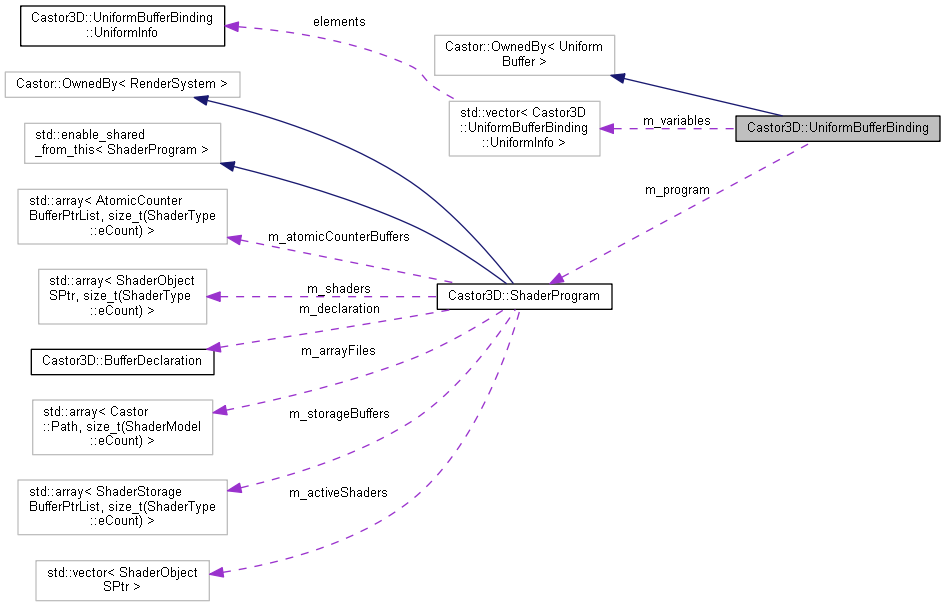 Castor3D::UniformBufferBinding
::UniformInfo
elements
Castor::OwnedBy< Uniform
Buffer >
Castor::OwnedBy< RenderSystem >
std::vector< Castor3D
::UniformBufferBinding
::UniformInfo >
m_variables
Castor3D::UniformBufferBinding
std::enable_shared
_from_this< ShaderProgram >
m_program
std::array< AtomicCounter
BufferPtrList, size_t(ShaderType
::eCount) >
m_atomicCounterBuffers
std::array< ShaderObject
SPtr, size_t(ShaderType
::eCount) >
m_shaders
Castor3D::ShaderProgram
m_declaration
Castor3D::BufferDeclaration
m_arrayFiles
std::array< Castor
::Path, size_t(ShaderModel
::eCount) >
m_storageBuffers
std::array< ShaderStorage
BufferPtrList, size_t(ShaderType
::eCount) >
m_activeShaders
std::vector< ShaderObject
SPtr >